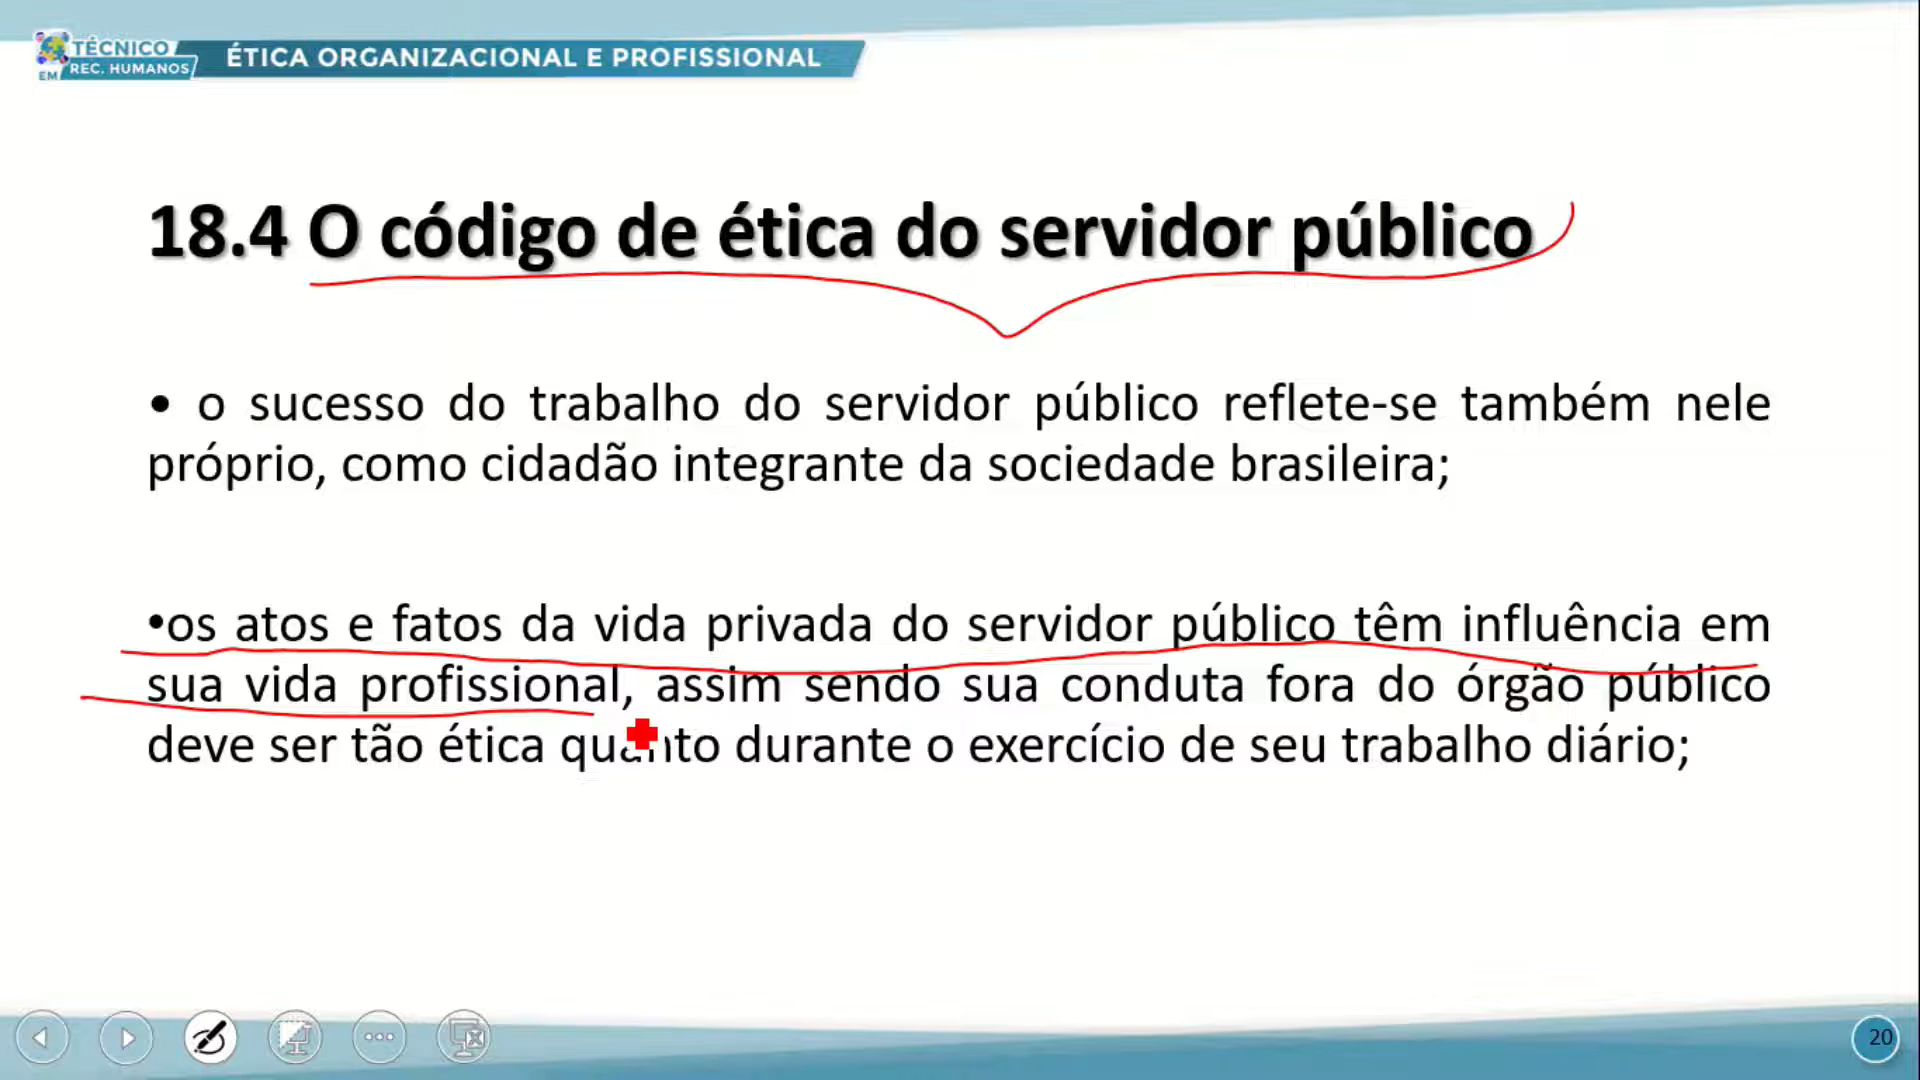 TÉCNICO
EM REC. HUMANOS
ÉTICA ORGANIZACIONAL E PROFISSIONAL
18.4 O código de ética do servidor público
• o sucesso do trabalho do servidor público reflete-se também nele
próprio, como cidadão integrante da sociedade brasileira;
•os atos e fatos da vida privada do servidor público têm influência em
sua vida profissional, assim sendo sua conduta fora do órgão público
deve ser tão ética quanto durante o exercício de seu trabalho diário;
20